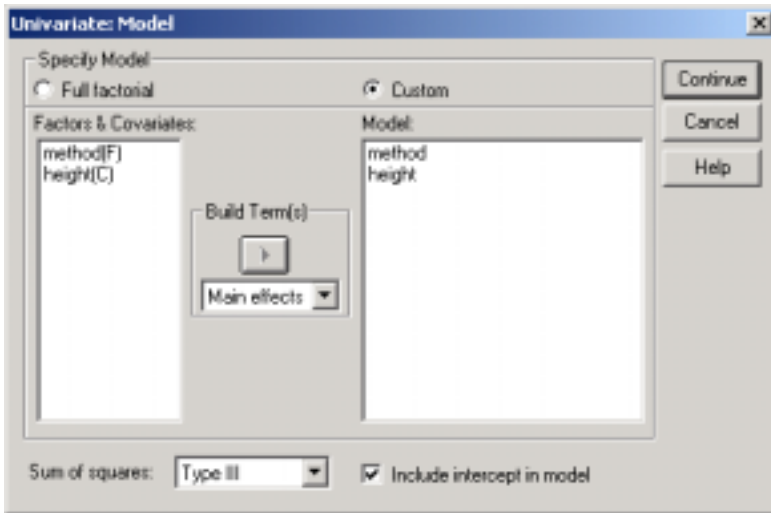 Univariate: Model
Specify Model
Full factorial
Custom
Continue
Cancel
Help
Factors & Covariates:
method(F)
height(C)
Build Term(s)
Main effects
Model:
method
height
Sum of squares:
Type III
Include intercept in model